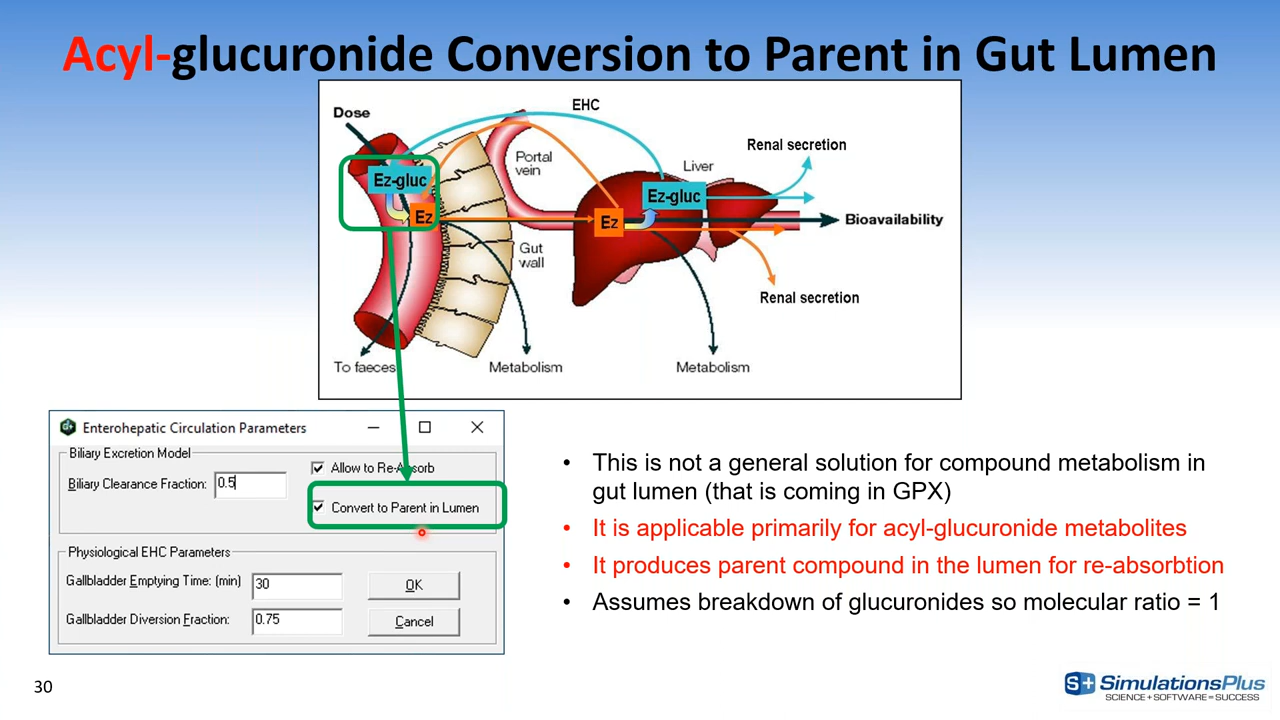 Acyl-glucuronide Conversion to Parent in Gut Lumen
Dose
EHC
Portal
vein
Liver
Renal secretion
Ez-gluc
Ez
Ez-gluc
Ez
Bioavailability
Gut
wall
Renal secretion
To faeces
Metabolism
Metabolism
Enterohepatic Circulation Parameters
Biliary Excretion Model
Biliary Clearance Fraction: 0.5
Allow to Re-Absorb
Convert to Parent in Lumen
Physiological EHC Parameters
Gallbladder Emptying Time: (min) 30
OK
Gallbladder Diversion Fraction: 0.75
Cancel
• This is not a general solution for compound metabolism in
gut lumen (that is coming in GPX)
• It is applicable primarily for acyl-glucuronide metabolites
• It produces parent compound in the lumen for re-absorbtion
• Assumes breakdown of glucuronides so molecular ratio = 1
30
S+ SimulationsPlus
SCIENCE + SOFTWARE = SUCCESS